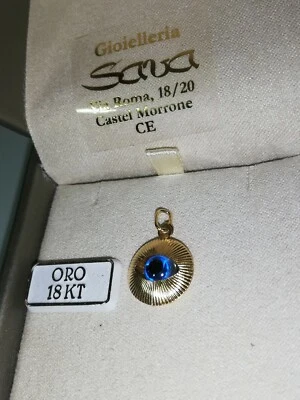 Gioielleria
Sava
Via Roma, 18/20
Castel Morrone
CE
ORO
18 KT